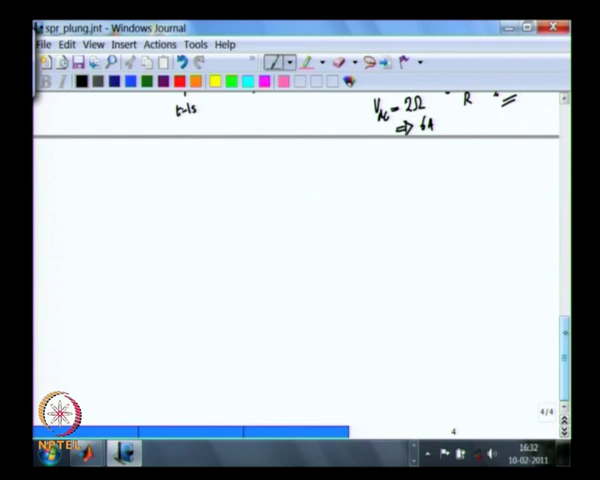 spr_plung.jnt - Windows Journal
File Edit View Insert Actions Tools Help
B I
t=1s
R
V_dc = 2Ω
⇒ 6A
4/4
4
NPTEL
16:32
10-02-2011